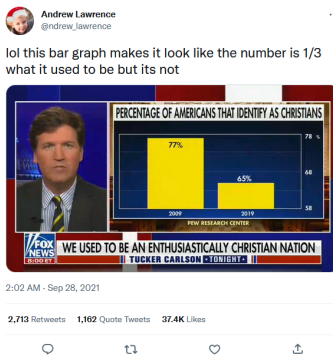 Andrew Lawrence
@ndrew_lawrence
lol this bar graph makes it look like the number is 1/3
what it used to be but its not
PERCENTAGE OF AMERICANS THAT IDENTIFY AS CHRISTIANS
78 %
77%
68
65%
58
2009 2019
PEW RESEARCH CENTER
FOX
NEWS
8:00 ET
WE USED TO BE AN ENTHUSIASTICALLY CHRISTIAN NATION
TUCKER CARLSON TONIGHT
2:02 AM · Sep 28, 2021
2,713 Retweets 1,162 Quote Tweets 37.4K Likes